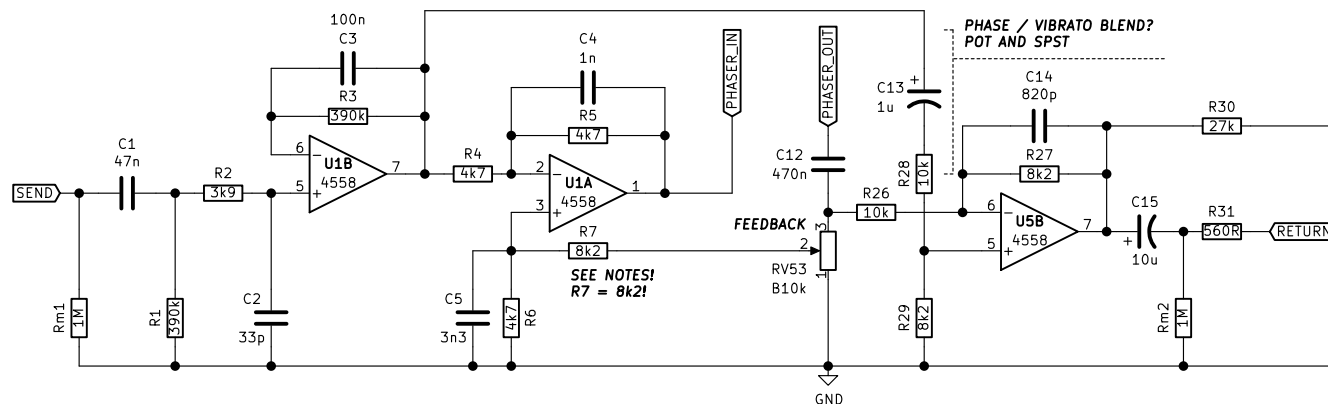 100n
C3
R3
390k
C4
1n
R5
4k7
PHASER_IN
PHASER_OUT
PHASE / VIBRATO BLEND?
POT AND SPST
C13
1u
+
C14
820p
R27
8k2
R30
27k
C1
47n
R2
3k9
6
−
U1B
4558
5
+
7
R4
4k7
2
−
U1A
4558
3
+
1
C12
470n
R28
10k
R26
10k
6
−
U5B
4558
5
+
7
C15
10u
+
R31
560R
SEND
RETURN
FEEDBACK
3
2
1
RV53
B10k
R7
8k2
SEE NOTES!
R7 = 8k2!
Rm1
1M
R1
390k
C2
33p
C5
3n3
4k7
R6
R29
8k2
Rm2
1M
GND